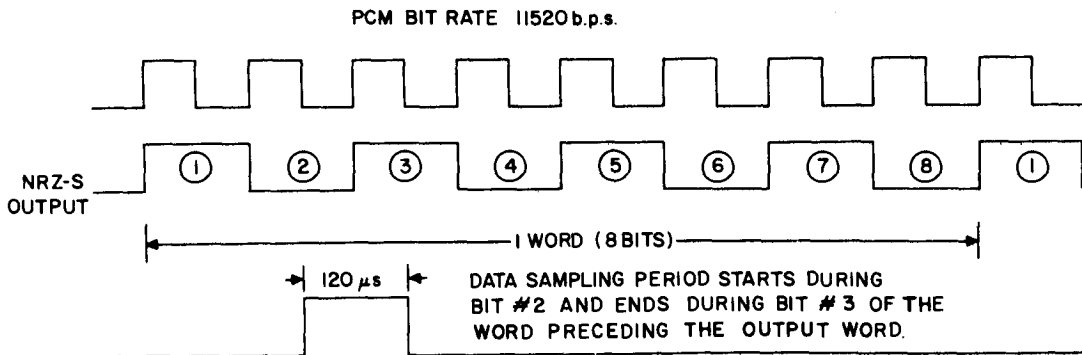 PCM BIT RATE 11520 b.p.s.
1 2 3 4 5 6 7 8 1
NRZ-S
OUTPUT
1 WORD (8 BITS)
120 μs
DATA SAMPLING PERIOD STARTS DURING
BIT #2 AND ENDS DURING BIT #3 OF THE
WORD PRECEDING THE OUTPUT WORD.